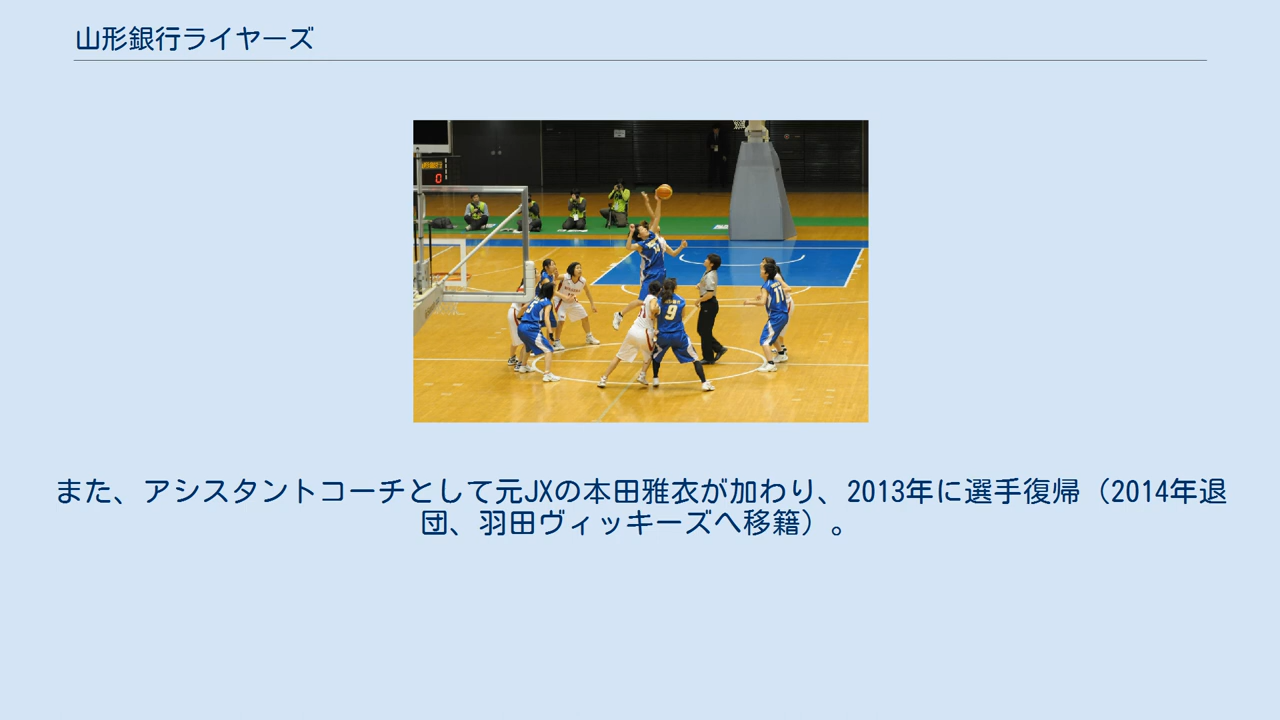 山形銀行ライヤーズ
0
9
11
また、アシスタントコーチとして元JXの本田雅衣が加わり、2013年に選手復帰（2014年退
団、羽田ヴィッキーズへ移籍）。